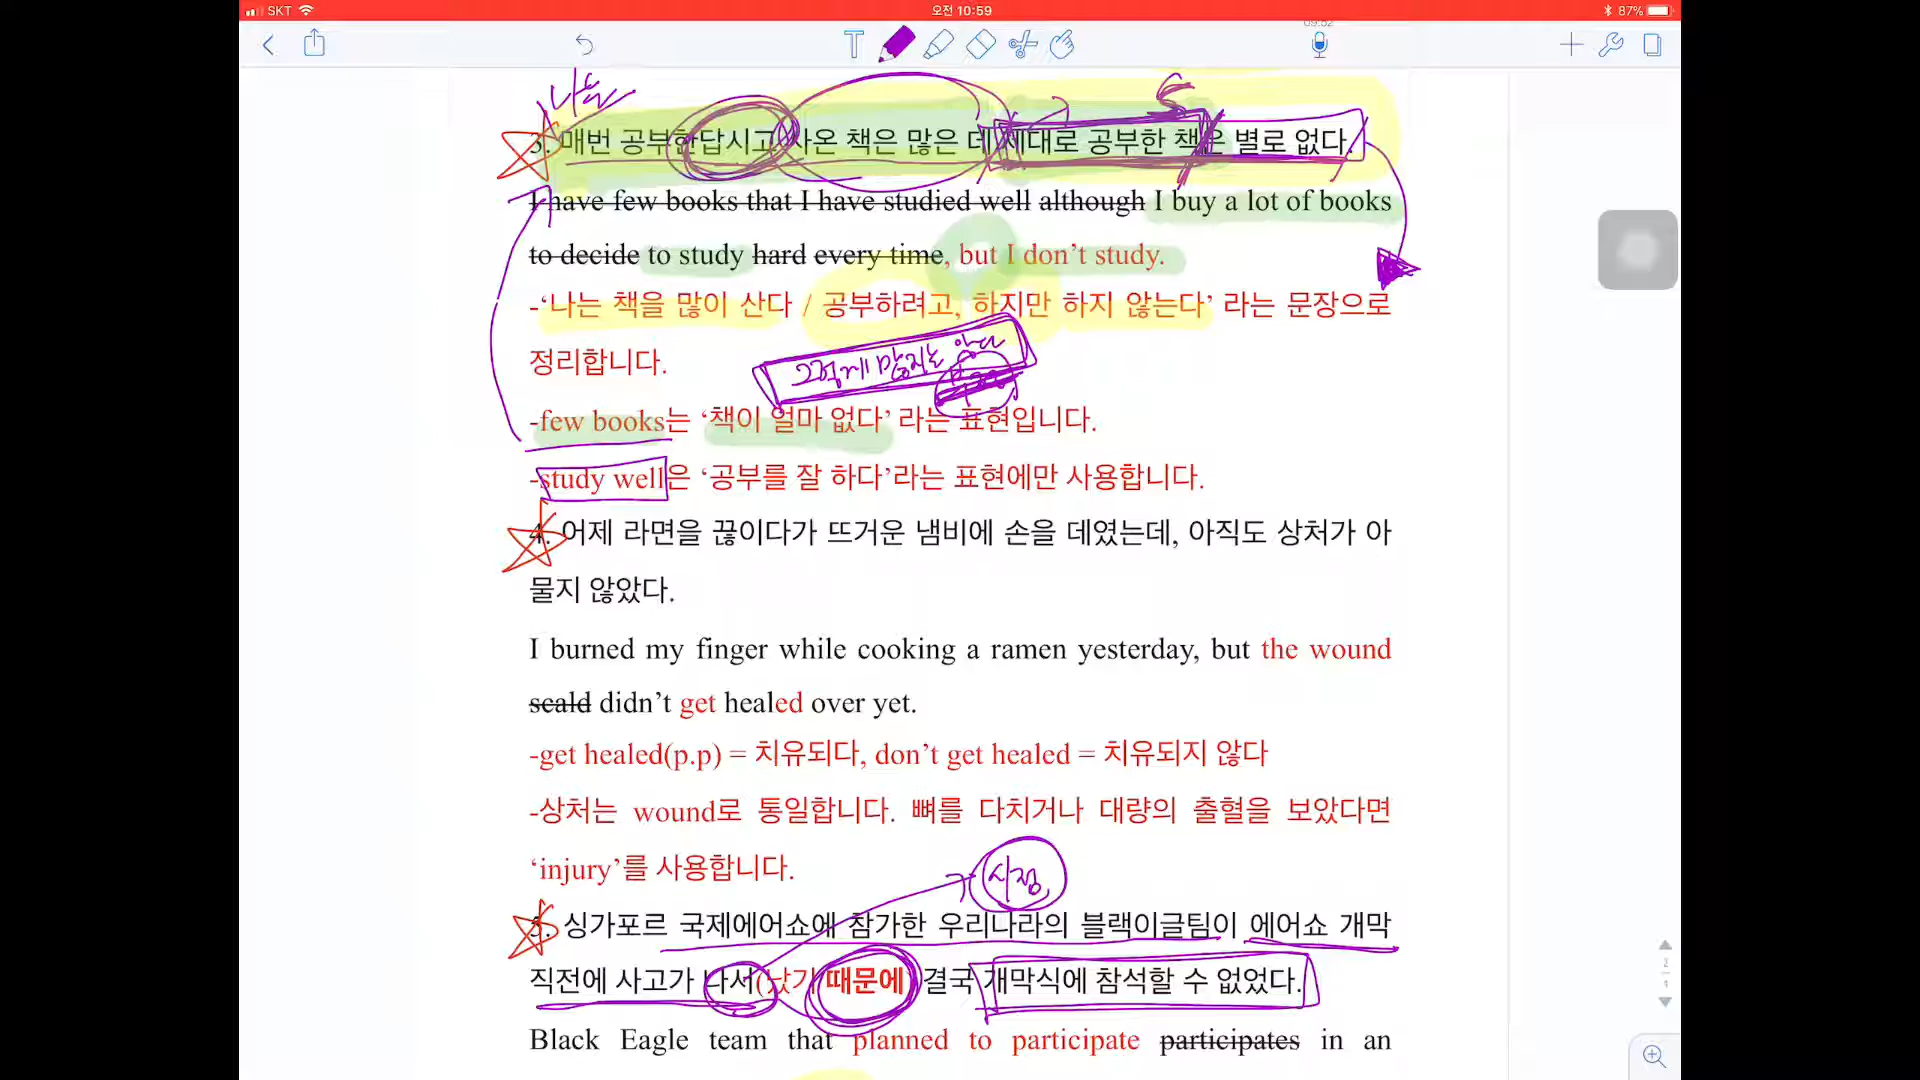 SKT 오전 10:59 87%
09:52
T
나는
3. 매번 공부한답시고 사온 책은 많은 데 제대로 공부한 책은 별로 없다.
I have few books that I have studied well although I buy a lot of books
to decide to study hard every time, but I don’t study.
-‘나는 책을 많이 산다 / 공부하려고, 하지만 하지 않는다’ 라는 문장으로
정리합니다.
그렇게 많지는 않다
-few books는 ‘책이 얼마 없다’ 라는 표현입니다.
-study well은 ‘공부를 잘 하다’라는 표현에만 사용합니다.
4. 어제 라면을 끊이다가 뜨거운 냄비에 손을 데였는데, 아직도 상처가 아
물지 않았다.
I burned my finger while cooking a ramen yesterday, but the wound
scald didn’t get healed over yet.
-get healed(p.p) = 치유되다, don’t get healed = 치유되지 않다
-상처는 wound로 통일합니다. 뼈를 다치거나 대량의 출혈을 보았다면
‘injury’를 사용합니다.
시점
5. 싱가포르 국제에어쇼에 참가한 우리나라의 블랙이글팀이 에어쇼 개막
직전에 사고가 나서(났기 때문에) 결국 개막식에 참석할 수 없었다.
Black Eagle team that planned to participate participates in an